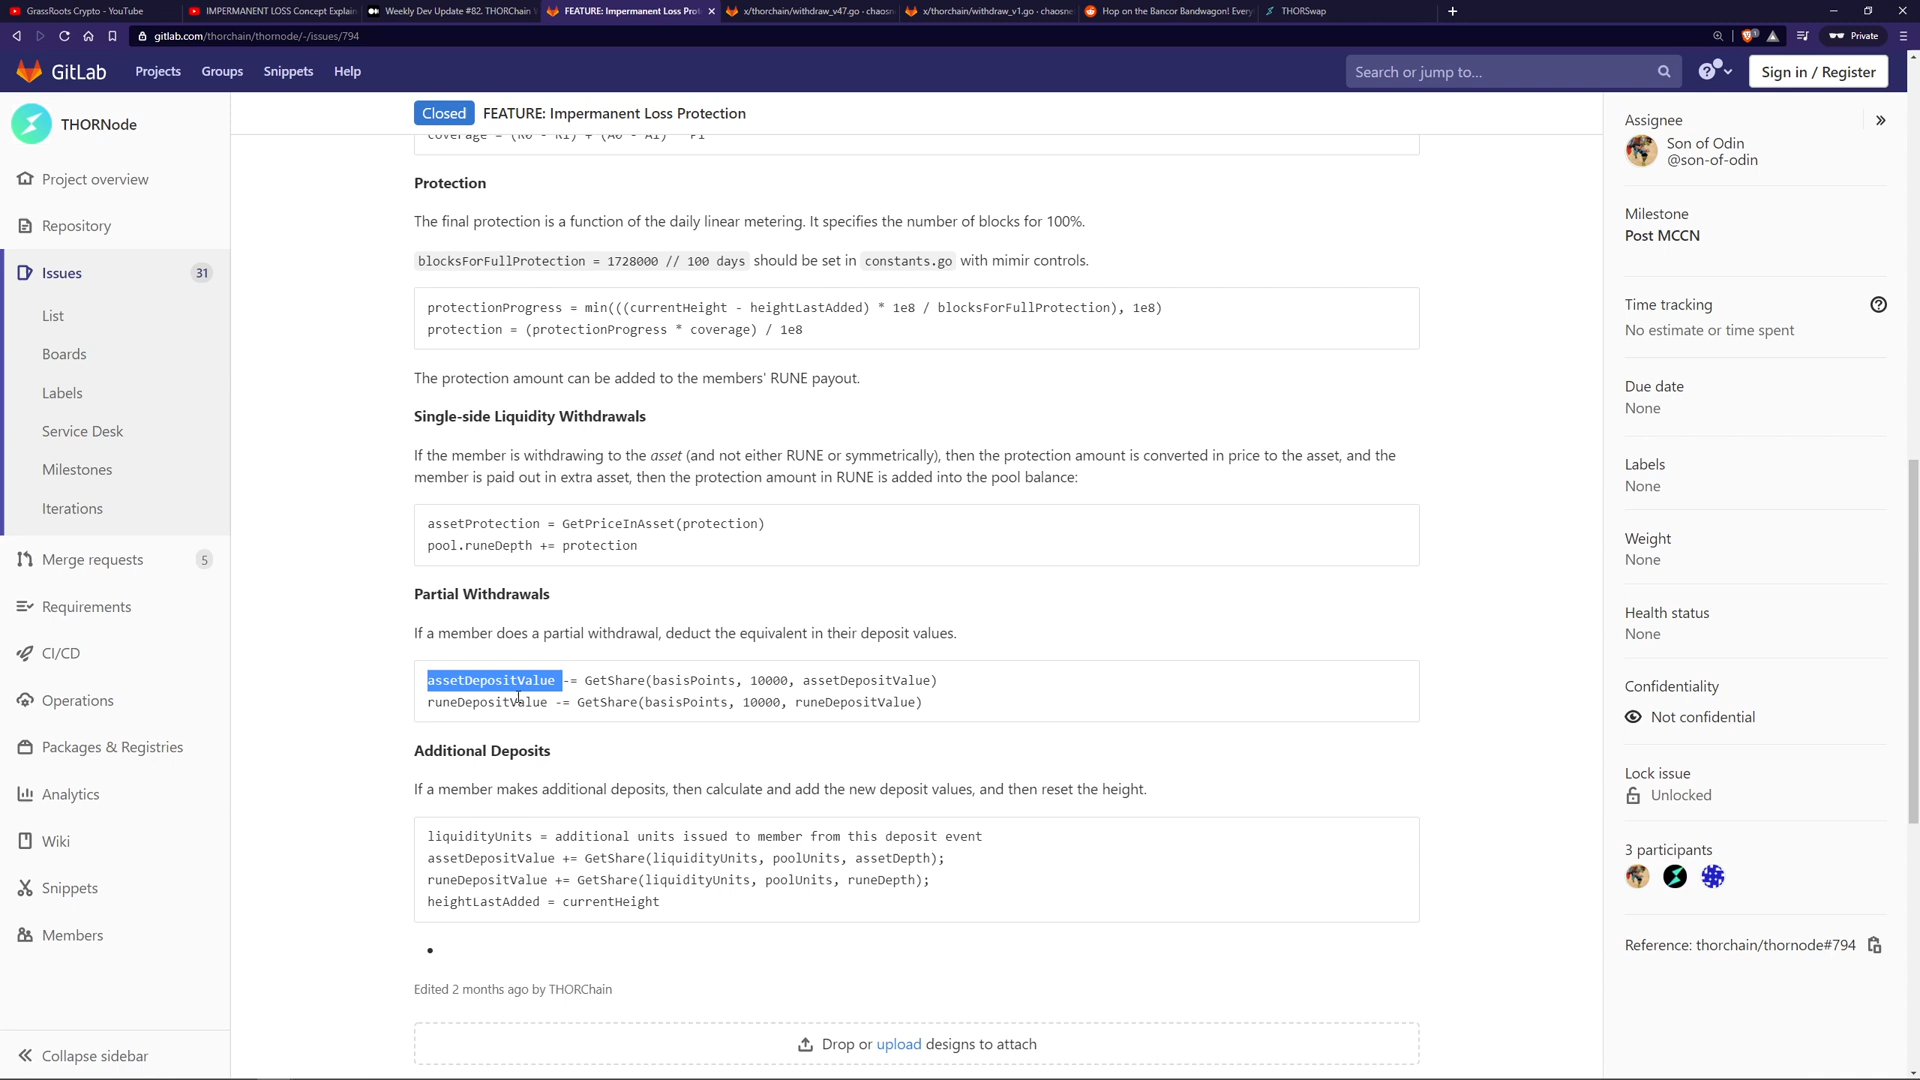 GrassRoots Crypto - YouTube
IMPERMANENT LOSS Concept Explain
Weekly Dev Update #82. THORChain
FEATURE: Impermanent Loss Prot
x/thorchain/withdraw_v47.go · chaosn
x/thorchain/withdraw_v1.go · chaosne
Hop on the Bancor Bandwagon! Every
THORSwap
gitlab.com/thorchain/thornode/-/issues/794
Private
GitLab
Projects
Groups
Snippets
Help
Search or jump to...
Sign in / Register
THORNode
Project overview
Repository
Issues 31
List
Boards
Labels
Service Desk
Milestones
Iterations
Merge requests 5
Requirements
CI/CD
Operations
Packages & Registries
Analytics
Wiki
Snippets
Members
Collapse sidebar
Closed FEATURE: Impermanent Loss Protection
Protection
The final protection is a function of the daily linear metering. It specifies the number of blocks for 100%.
blocksForFullProtection = 1728000 // 100 days should be set in constants.go with mimir controls.
protectionProgress = min(((currentHeight - heightLastAdded) * 1e8 / blocksForFullProtection), 1e8)
protection = (protectionProgress * coverage) / 1e8
The protection amount can be added to the members' RUNE payout.
Single-side Liquidity Withdrawals
If the member is withdrawing to the asset (and not either RUNE or symmetrically), then the protection amount is converted in price to the asset, and the
member is paid out in extra asset, then the protection amount in RUNE is added into the pool balance:
assetProtection = GetPriceInAsset(protection)
pool.runeDepth += protection
Partial Withdrawals
If a member does a partial withdrawal, deduct the equivalent in their deposit values.
assetDepositValue -= GetShare(basisPoints, 10000, assetDepositValue)
runeDepositValue -= GetShare(basisPoints, 10000, runeDepositValue)
Additional Deposits
If a member makes additional deposits, then calculate and add the new deposit values, and then reset the height.
liquidityUnits = additional units issued to member from this deposit event
assetDepositValue += GetShare(liquidityUnits, poolUnits, assetDepth);
runeDepositValue += GetShare(liquidityUnits, poolUnits, runeDepth);
heightLastAdded = currentHeight
Edited 2 months ago by THORChain
Drop or upload designs to attach
Assignee
Son of Odin
@son-of-odin
Milestone
Post MCCN
Time tracking
No estimate or time spent
Due date
None
Labels
None
Weight
None
Health status
None
Confidentiality
Not confidential
Lock issue
Unlocked
3 participants
Reference: thorchain/thornode#794